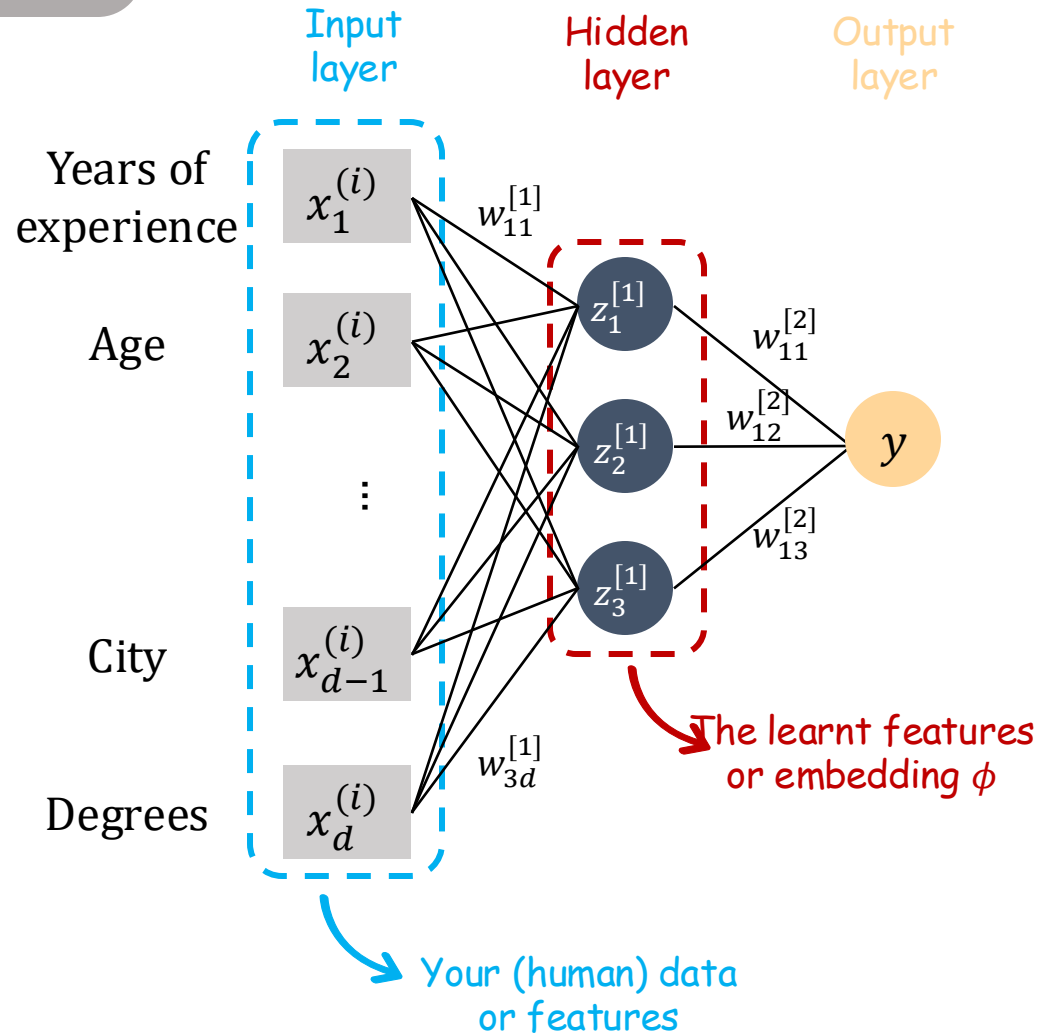 Input
layer
Hidden
layer
Output
layer
Years of
experience
x_1^{(i)}
w_{11}^{[1]}
z_1^{[1]}
Age
x_2^{(i)}
w_{11}^{[2]}
z_2^{[1]}
w_{12}^{[2]}
y
⋮
w_{13}^{[2]}
z_3^{[1]}
City
x_{d-1}^{(i)}
w_{3d}^{[1]}
The learnt features
or embedding ϕ
Degrees
x_d^{(i)}
Your (human) data
or features